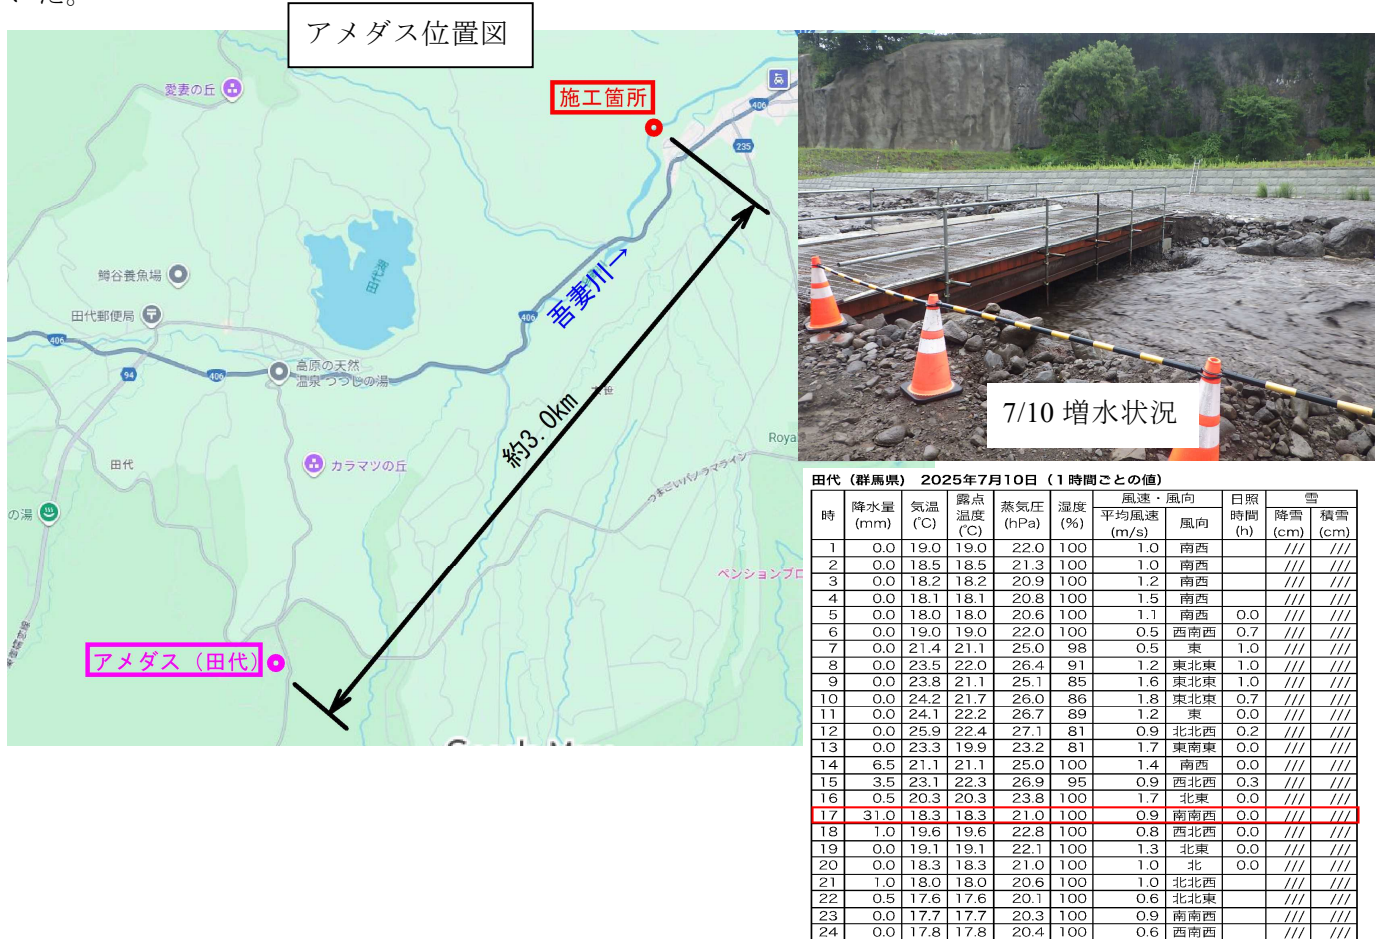 アメダス位置図
愛妻の丘
施工箇所
406
235
田代湖
鱒谷養魚場
吾妻川→
田代郵便局
406
406
94
406
高原の天然
温泉 つつじの湯
約3.0km
カラマツの丘
田代
の湯
Roya
つまごいパノラマライン
ペンションブロ
アメダス（田代）
7/10 増水状況
田代（群馬県） 2025年7月10日（１時間ごとの値）
時 降水量(mm) 気温(℃) 露点温度(℃) 蒸気圧(hPa) 湿度(%) 風速・風向 平均風速(m/s) 風向 日照時間(h) 雪 降雪(cm) 積雪(cm)
1 0.0 19.0 19.0 22.0 100 1.0 南西 /// ///
2 0.0 18.5 18.5 21.3 100 1.0 南西 /// ///
3 0.0 18.2 18.2 20.9 100 1.2 南西 /// ///
4 0.0 18.1 18.1 20.8 100 1.5 南西 /// ///
5 0.0 18.0 18.0 20.6 100 1.1 南西 0.0 /// ///
6 0.0 19.0 19.0 22.0 100 0.5 西南西 0.7 /// ///
7 0.0 21.4 21.1 25.0 98 0.5 東 1.0 /// ///
8 0.0 23.5 22.0 26.4 91 1.2 東北東 1.0 /// ///
9 0.0 23.8 21.1 25.1 85 1.6 東北東 1.0 /// ///
10 0.0 24.2 21.7 26.0 86 1.8 東北東 0.7 /// ///
11 0.0 24.1 22.2 26.7 89 1.2 東 0.0 /// ///
12 0.0 25.9 22.4 27.1 81 0.9 北北西 0.2 /// ///
13 0.0 23.3 19.9 23.2 81 1.7 東南東 0.0 /// ///
14 6.5 21.1 21.1 25.0 100 1.4 南西 0.0 /// ///
15 3.5 23.1 22.3 26.9 95 0.9 西北西 0.3 /// ///
16 0.5 20.3 20.3 23.8 100 1.7 北東 0.0 /// ///
17 31.0 18.3 18.3 21.0 100 0.9 南南西 0.0 /// ///
18 1.0 19.6 19.6 22.8 100 0.8 西北西 0.0 /// ///
19 0.0 19.1 19.1 22.1 100 1.3 北東 0.0 /// ///
20 0.0 18.3 18.3 21.0 100 1.0 北 0.0 /// ///
21 1.0 18.0 18.0 20.6 100 1.0 北北西 /// ///
22 0.5 17.6 17.6 20.1 100 0.6 北北東 /// ///
23 0.0 17.7 17.7 20.3 100 0.9 南南西 /// ///
24 0.0 17.8 17.8 20.4 100 0.6 西南西 /// ///